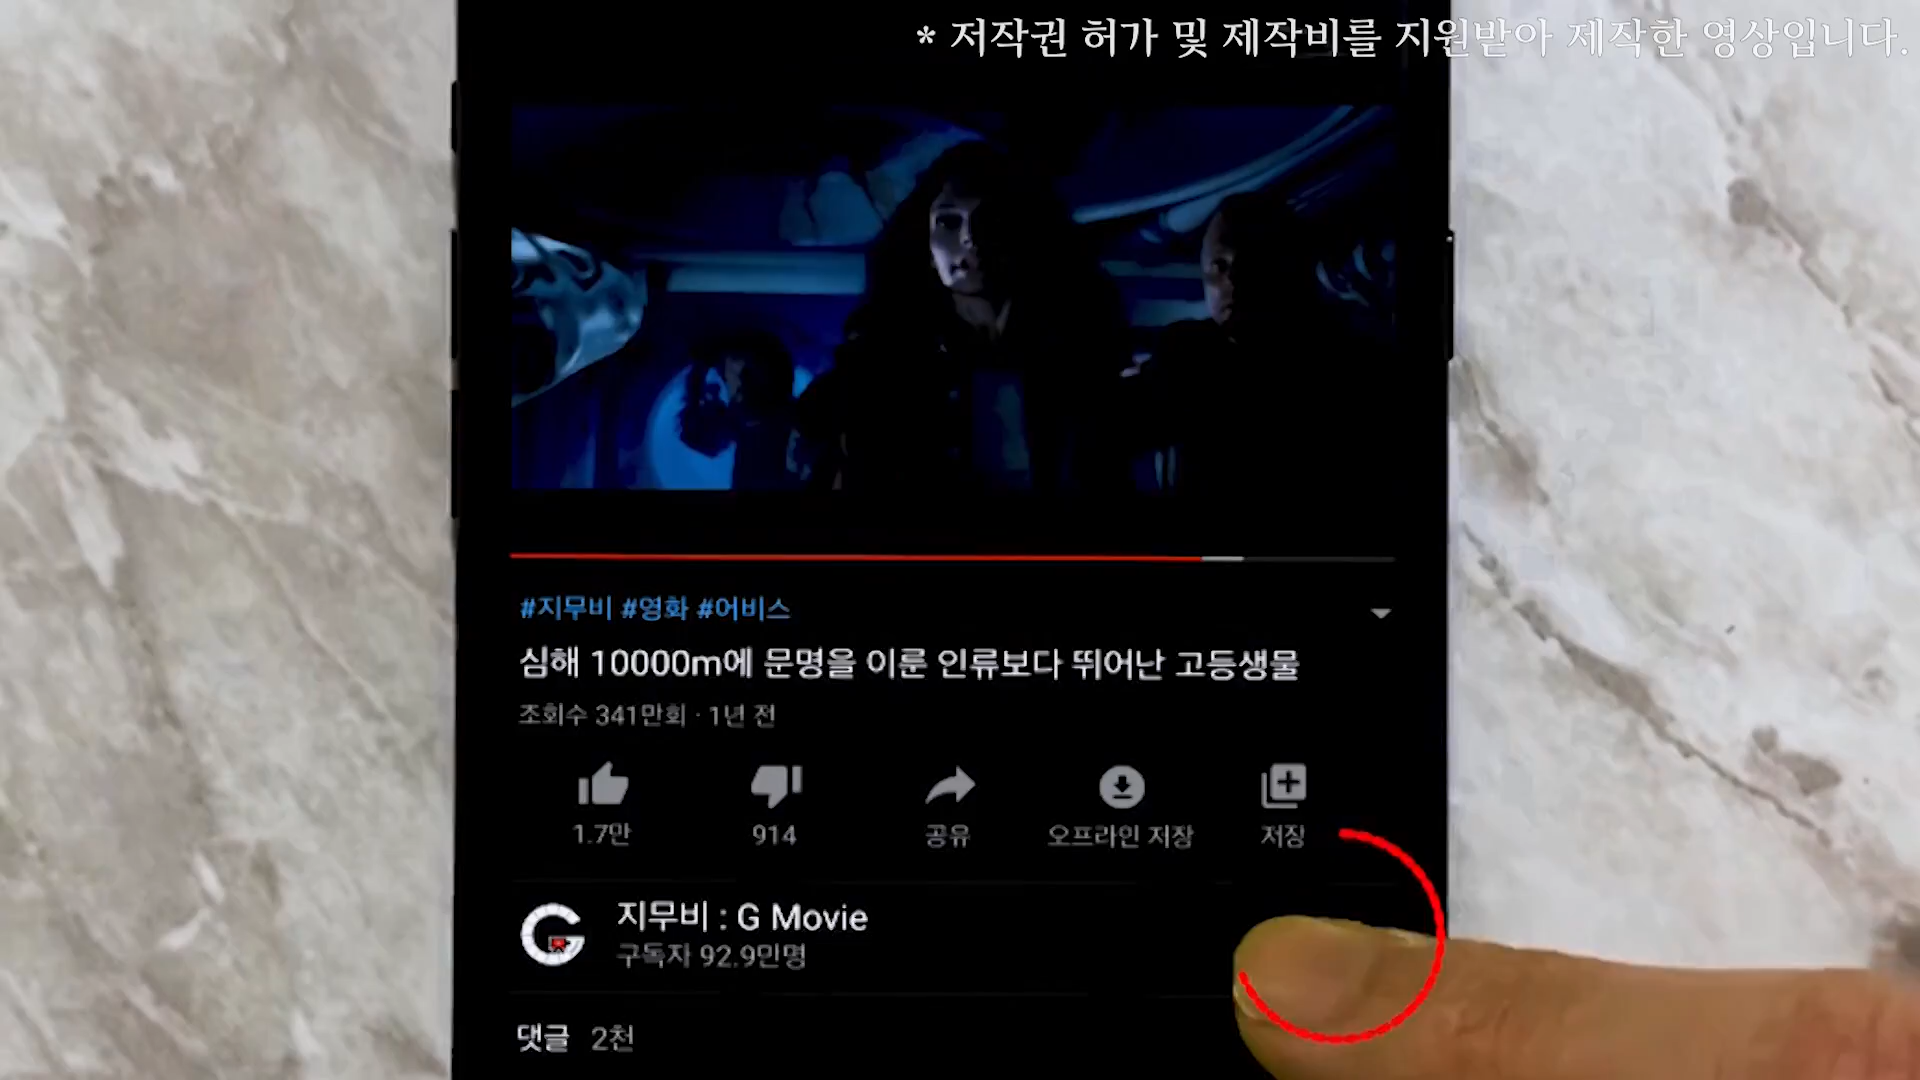 * 저작권 허가 및 제작비를 지원받아 제작한 영상입니다.
#지무비 #영화 #어비스
심해 10000m에 문명을 이룬 인류보다 뛰어난 고등생물
조회수 341만회 · 1년 전
1.7만
914
공유
오프라인 저장
저장
지무비 : G Movie
구독자 92.9만명
댓글 2천